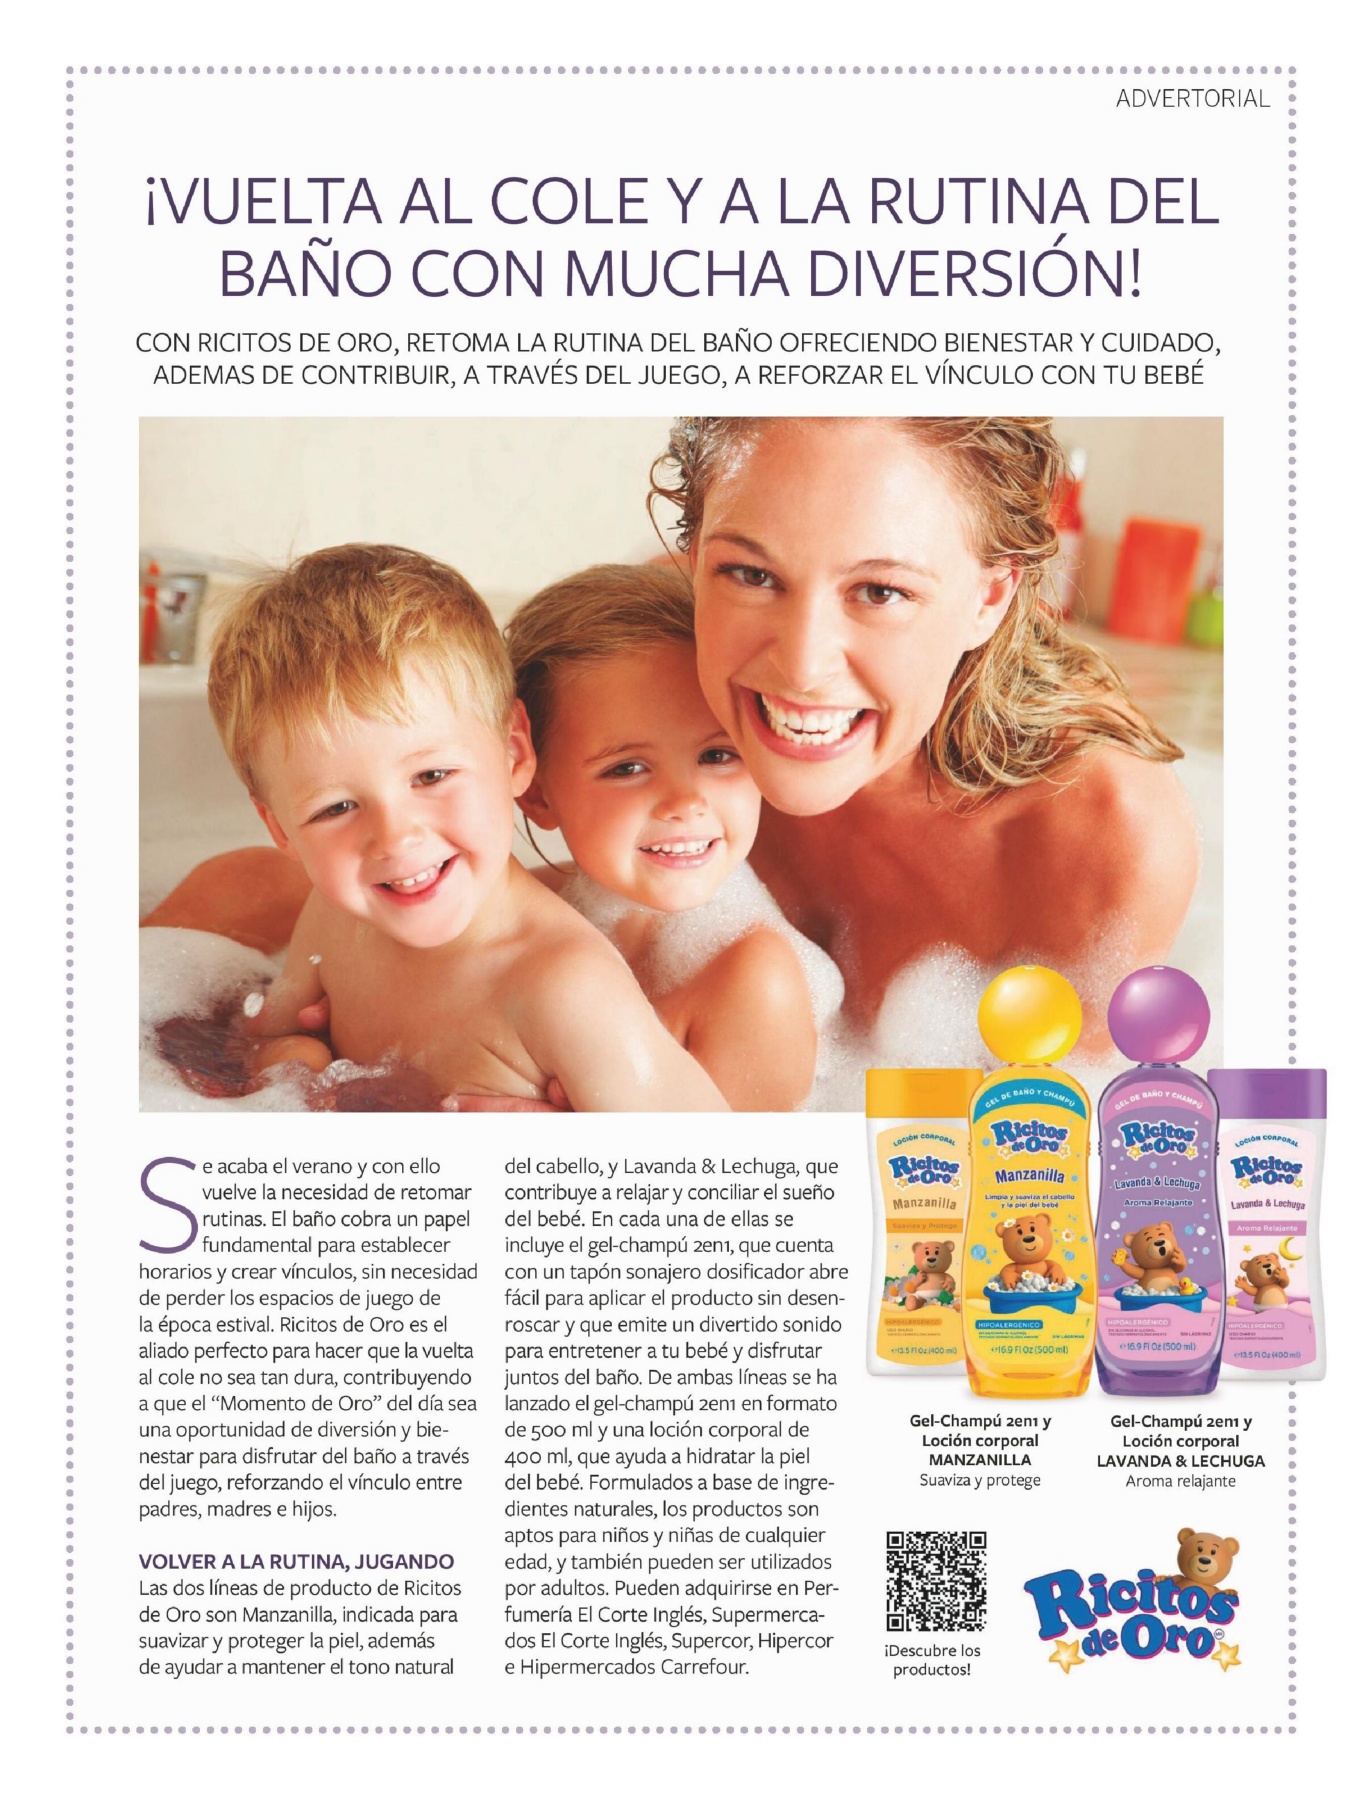 ADVERTORIAL
¡VUELTA AL COLE Y A LA RUTINA DEL
BAÑO CON MUCHA DIVERSIÓN!
CON RICITOS DE ORO, RETOMA LA RUTINA DEL BAÑO OFRECIENDO BIENESTAR Y CUIDADO,
ADEMAS DE CONTRIBUIR, A TRAVÉS DEL JUEGO, A REFORZAR EL VÍNCULO CON TU BEBÉ
Se acaba el verano y con ello
vuelve la necesidad de retomar
rutinas. El baño cobra un papel
fundamental para establecer
horarios y crear vínculos, sin necesidad
de perder los espacios de juego de
la época estival. Ricitos de Oro es el
aliado perfecto para hacer que la vuelta
al cole no sea tan dura, contribuyendo
a que el “Momento de Oro” del día sea
una oportunidad de diversión y bie-
nestar para disfrutar del baño a través
del juego, reforzando el vínculo entre
padres, madres e hijos.
VOLVER A LA RUTINA, JUGANDO
Las dos líneas de producto de Ricitos
de Oro son Manzanilla, indicada para
suavizar y proteger la piel, además
de ayudar a mantener el tono natural
del cabello, y Lavanda & Lechuga, que
contribuye a relajar y conciliar el sueño
del bebé. En cada una de ellas se
incluye el gel-champú 2en1, que cuenta
con un tapón sonajero dosificador abre
fácil para aplicar el producto sin desen-
roscar y que emite un divertido sonido
para entretener a tu bebé y disfrutar
juntos del baño. De ambas líneas se ha
lanzado el gel-champú 2en1 en formato
de 500 ml y una loción corporal de
400 ml, que ayuda a hidratar la piel
del bebé. Formulados a base de ingre-
dientes naturales, los productos son
aptos para niños y niñas de cualquier
edad, y también pueden ser utilizados
por adultos. Pueden adquirirse en Per-
fumería El Corte Inglés, Supermerca-
dos El Corte Inglés, Supercor, Hipercor
e Hipermercados Carrefour.
LOCIÓN CORPORAL
Ricitos
de Oro
Manzanilla
Suaviza y Protege
HIPOALERGÉNICO
13.5 Fl Oz (400 ml)
GEL DE BAÑO Y CHAMPÚ
Ricitos
de Oro
Manzanilla
Limpia y suaviza el cabello
y la piel del bebé
HIPOALERGÉNICO
SIN LÁGRIMAS
16.9 Fl Oz (500 ml)
GEL DE BAÑO Y CHAMPÚ
Ricitos
de Oro
Lavanda & Lechuga
Aroma Relajante
HIPOALERGÉNICO
SIN LÁGRIMAS
16.9 Fl Oz (500 ml)
LOCIÓN CORPORAL
Ricitos
de Oro
Lavanda & Lechuga
Aroma Relajante
HIPOALERGÉNICO
13.5 Fl Oz (400 ml)
Gel-Champú 2en1 y
Loción corporal
MANZANILLA
Suaviza y protege
Gel-Champú 2en1 y
Loción corporal
LAVANDA & LECHUGA
Aroma relajante
¡Descubre los
productos!
Ricitos
de Oro